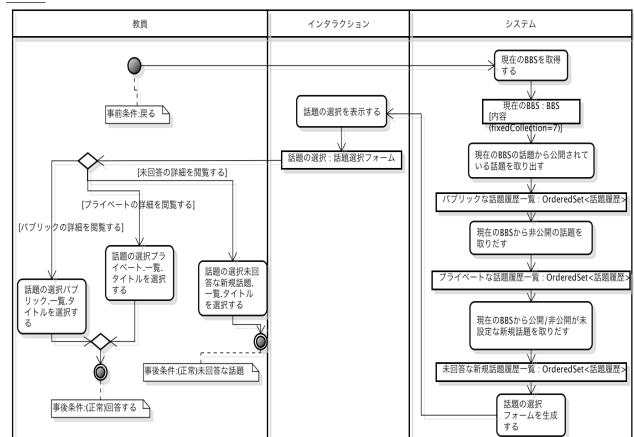 教員
インタラクション
システム
事前条件:戻る
現在のBBSを取得
する
現在のBBS : BBS
[内容
(fixedCollection=7)]
話題の選択を表示する
話題の選択 : 話題選択フォーム
現在のBBSの話題から公開されて
いる話題を取り出す
パブリックな話題履歴一覧 : OrderedSet<話題履歴>
現在のBBSから非公開の話題を
取りだす
プライベートな話題履歴一覧 : OrderedSet<話題履歴>
現在のBBSから公開/非公開が未
設定な新規話題を取りだす
未回答な新規話題履歴一覧 : OrderedSet<話題履歴>
話題の選択
フォームを生成
する
[未回答の詳細を閲覧する]
[プライベートの詳細を閲覧する]
[パブリックの詳細を閲覧する]
話題の選択プラ
イベート.一覧.
タイトルを選択
する
話題の選択未回
答な新規話題.
一覧.タイトル
を選択する
話題の選択パブ
リック.一覧.タ
イトルを選択す
る
事後条件:(正常)未回答な話題
事後条件:(正常)回答する